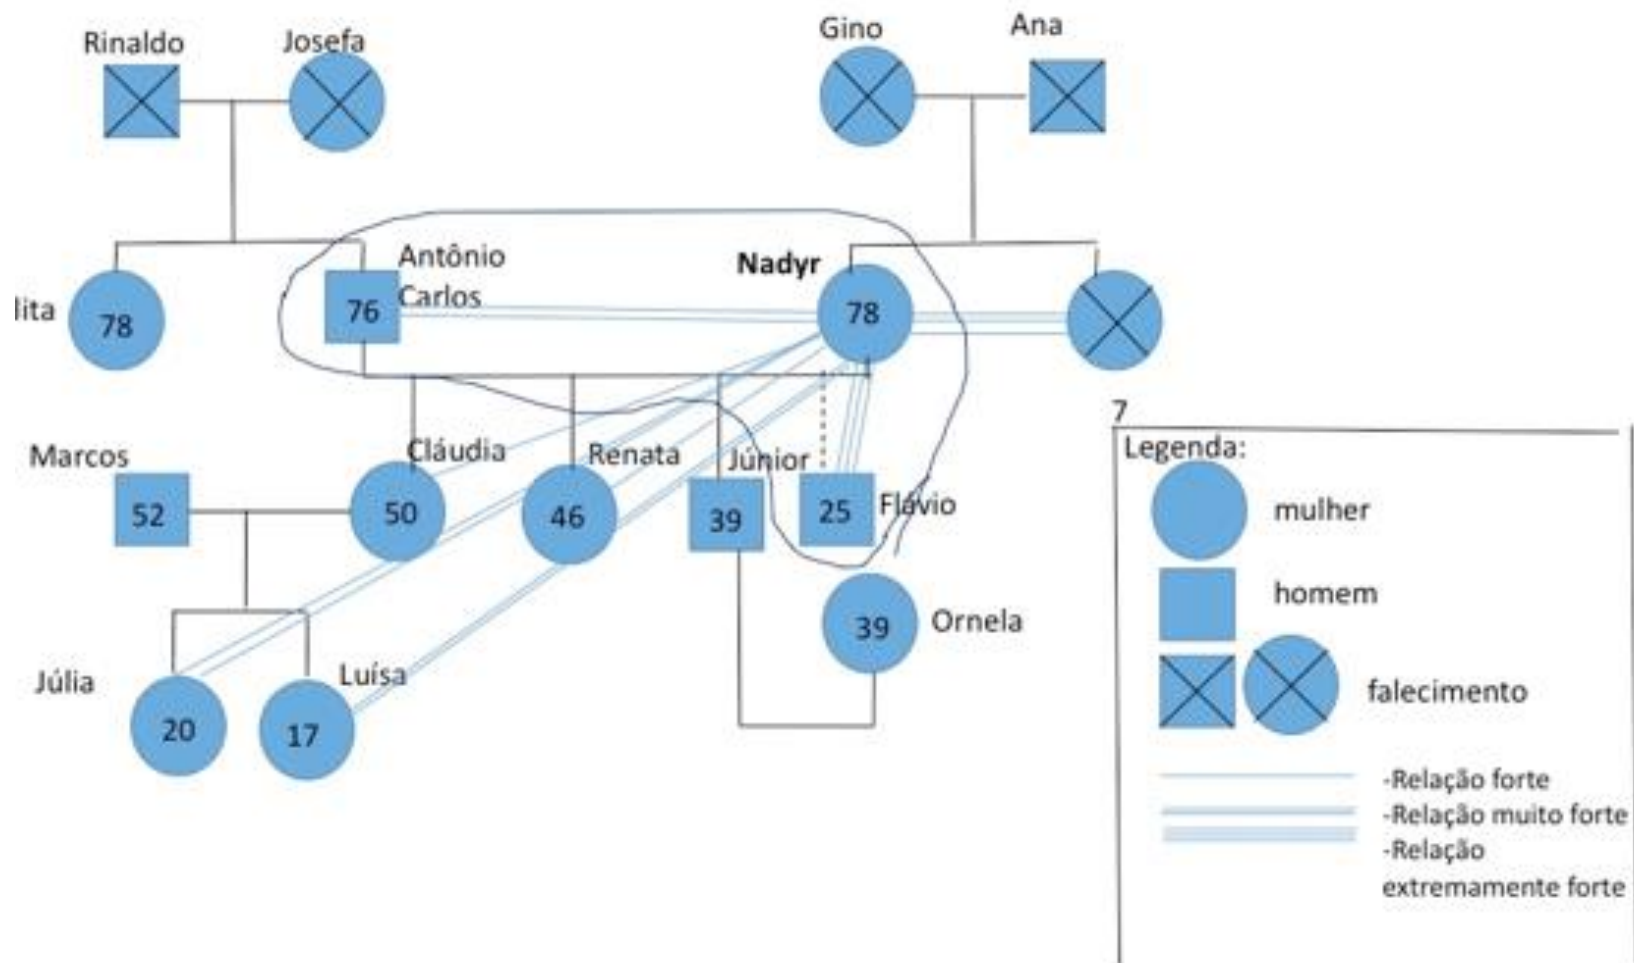 Rinaldo
Josefa
Gino
Ana
Antônio
Carlos
Nadyr
78
76
78
Marcos
Cláudia
Renata
Júnior
Flávio
52
50
46
39
25
39
Ornela
Júlia
Luísa
20
17
7
Legenda:
mulher
homem
falecimento
-Relação forte
-Relação muito forte
-Relação
extremamente forte